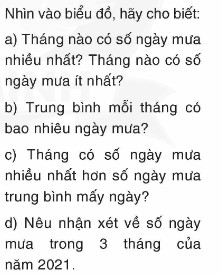 Nhìn vào biểu đồ, hãy cho biết:
a) Tháng nào có số ngày mưa
nhiều nhất? Tháng nào có số
ngày mưa ít nhất?
b) Trung bình mỗi tháng có
bao nhiêu ngày mưa?
c) Tháng có số ngày mưa
nhiều nhất hơn số ngày mưa
trung bình mấy ngày?
d) Nêu nhận xét về số ngày
mưa trong 3 tháng của
năm 2021.